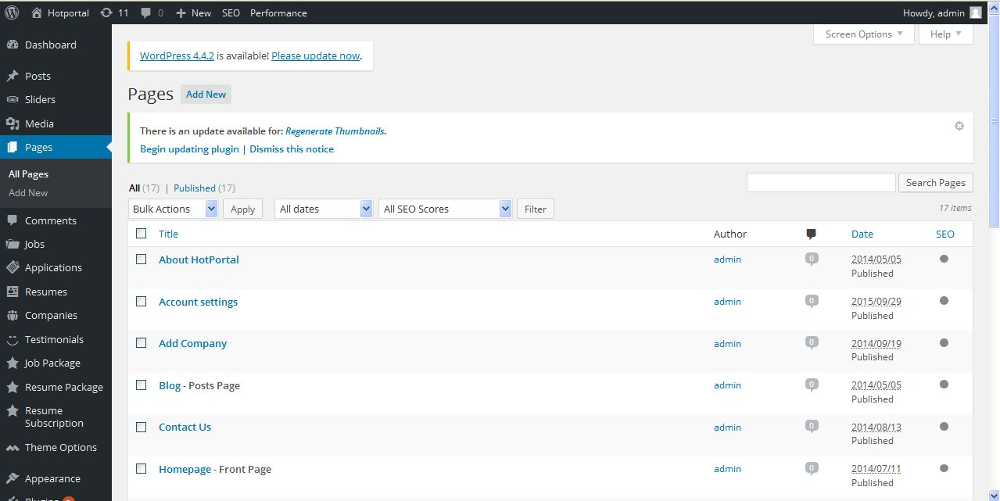 Hotportal 11 0 New SEO Performance Howdy, admin
Screen Options Help
Dashboard
Posts
Sliders
Media
Pages
All Pages
Add New
Comments
Jobs
Applications
Resumes
Companies
Testimonials
Job Package
Resume Package
Resume
Subscription
Theme Options
Appearance
Plugins
WordPress 4.4.2 is available! Please update now.
Pages Add New
There is an update available for: Regenerate Thumbnails.
Begin updating plugin | Dismiss this notice
All (17) | Published (17)
Search Pages
Bulk Actions Apply All dates All SEO Scores Filter 17 items
Title Author Date SEO
About HotPortal admin 0 2014/05/05
Published
Account settings admin 0 2015/09/29
Published
Add Company admin 0 2014/09/19
Published
Blog - Posts Page admin 0 2014/05/05
Published
Contact Us admin 0 2014/08/13
Published
Homepage - Front Page admin 0 2014/07/11
Published